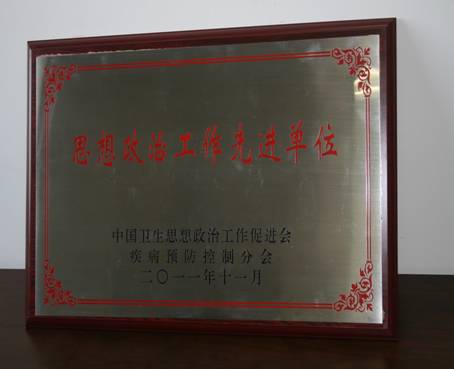 思想政治工作先进单位
中国卫生思想政治工作促进会
疾病预防控制分会
二〇一一年十一月